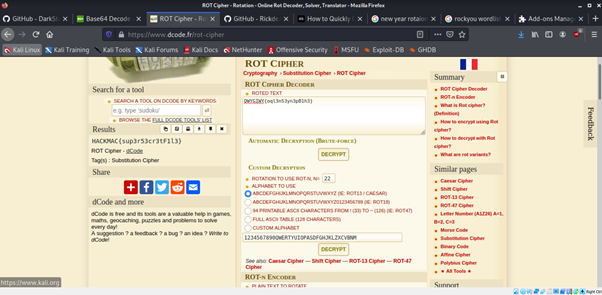 GitHub — DarkS
Base64 Decode
ROT Cipher - Ro
GitHub — Rickde
How to Quickly
new year rotation
rockyou wordlis
Add-ons Manage
ROT Cipher - Rotation - Online Rot Decoder, Solver, Translator - Mozilla Firefox
https://www.dcode.fr/rot-cipher
Kali Linux
Kali Training
Kali Tools
Kali Forums
Kali Docs
NetHunter
Offensive Security
MSFU
Exploit-DB
GHDB
Search for a tool
SEARCH A TOOL ON DCODE BY KEYWORDS
e.g. type 'sudoku'
BROWSE THE FULL DCODE TOOLS' LIST
Results
HACKMAC{sup3r53cr3tF1l3}
ROT Cipher - dCode
Tag(s) : Substitution Cipher
Share
dCode and more
dCode is free and its tools are a valuable help in games, maths, geocaching, puzzles and problems to solve every day!
A suggestion ? a feedback ? a bug ? an idea ? Write to dCode!
https://www.kali.org
ROT CIPHER
Cryptography
Substitution Cipher
ROT Cipher
ROT CIPHER DECODER
ROTED TEXT
AUTOMATIC DECRYPTION (BRUTE-FORCE)
DECRYPT
CUSTOM DECRYPTION
ROTATION TO USE ROT-N, N=
22
ALPHABET TO USE
ABCDEFGHIJKLMNOPQRSTUVWXYZ (IE: ROT13 / CAESAR)
ABCDEFGHIJKLMNOPQRSTUVWXYZ0123456789 (IE: ROT18)
94 PRINTABLE ASCII CHARACTERS FROM ! (33) TO ~ (126) (IE: ROT47)
FULL ASCII TABLE (128 CHARACTERS)
CUSTOM ALPHABET
1234567890QWERTYUIOPASDFGHJKLZXCVBNM
DECRYPT
See also: Caesar Cipher — Shift Cipher — ROT-13 Cipher — ROT-47 Cipher
ROT-N ENCODER
PLAIN TEXT TO ROTATE
Summary
ROT Cipher Decoder
ROT-n Encoder
What is Rot cipher? (Definition)
How to encrypt using Rot cipher?
How to decrypt with Rot cipher?
What are rot variants?
Similar pages
Caesar Cipher
Shift Cipher
ROT-13 Cipher
ROT-47 Cipher
Letter Number (A1Z26) A=1, B=2, C=3
Morse Code
Substitution Cipher
Binary Code
Affine Cipher
Polybius Cipher
★ All Tools ★
Support
Feedback
Right Ctrl